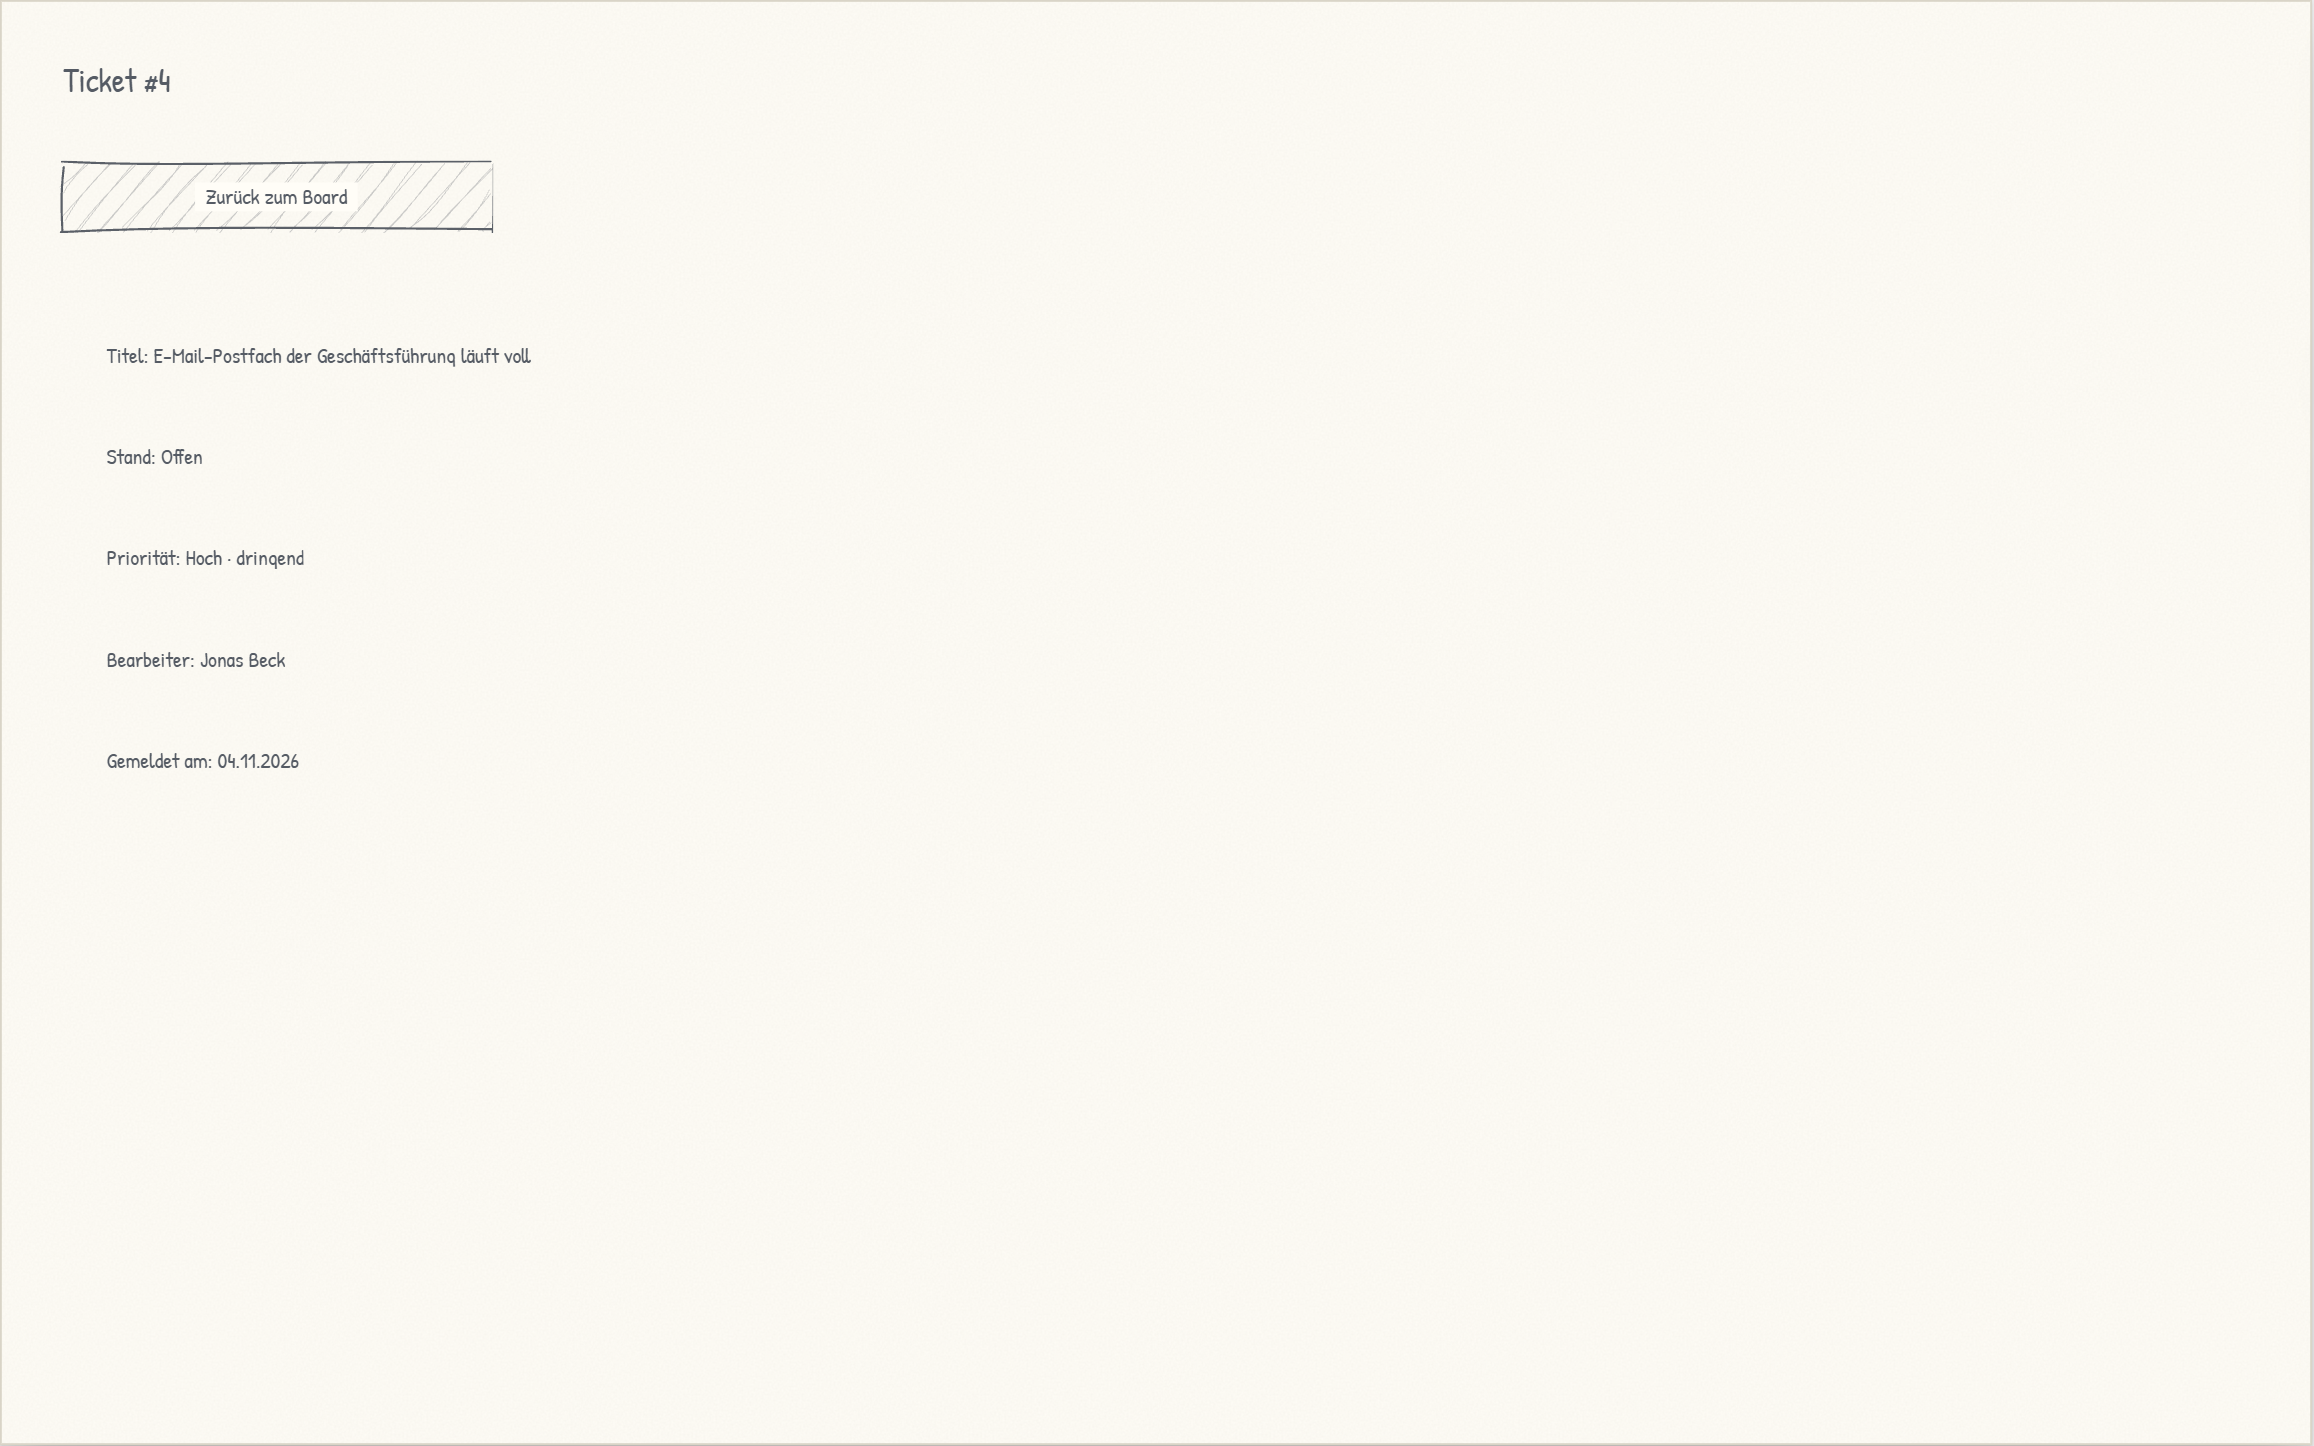 Ticket #4
Zurück zum Board
Titel: E-Mail-Postfach der Geschäftsführung läuft voll
Stand: Offen
Priorität: Hoch · dringend
Bearbeiter: Jonas Beck
Gemeldet am: 04.11.2026